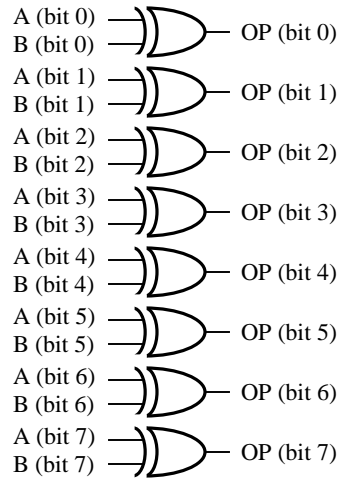 A (bit 0)
B (bit 0)
OP (bit 0)
A (bit 1)
B (bit 1)
OP (bit 1)
A (bit 2)
B (bit 2)
OP (bit 2)
A (bit 3)
B (bit 3)
OP (bit 3)
A (bit 4)
B (bit 4)
OP (bit 4)
A (bit 5)
B (bit 5)
OP (bit 5)
A (bit 6)
B (bit 6)
OP (bit 6)
A (bit 7)
B (bit 7)
OP (bit 7)